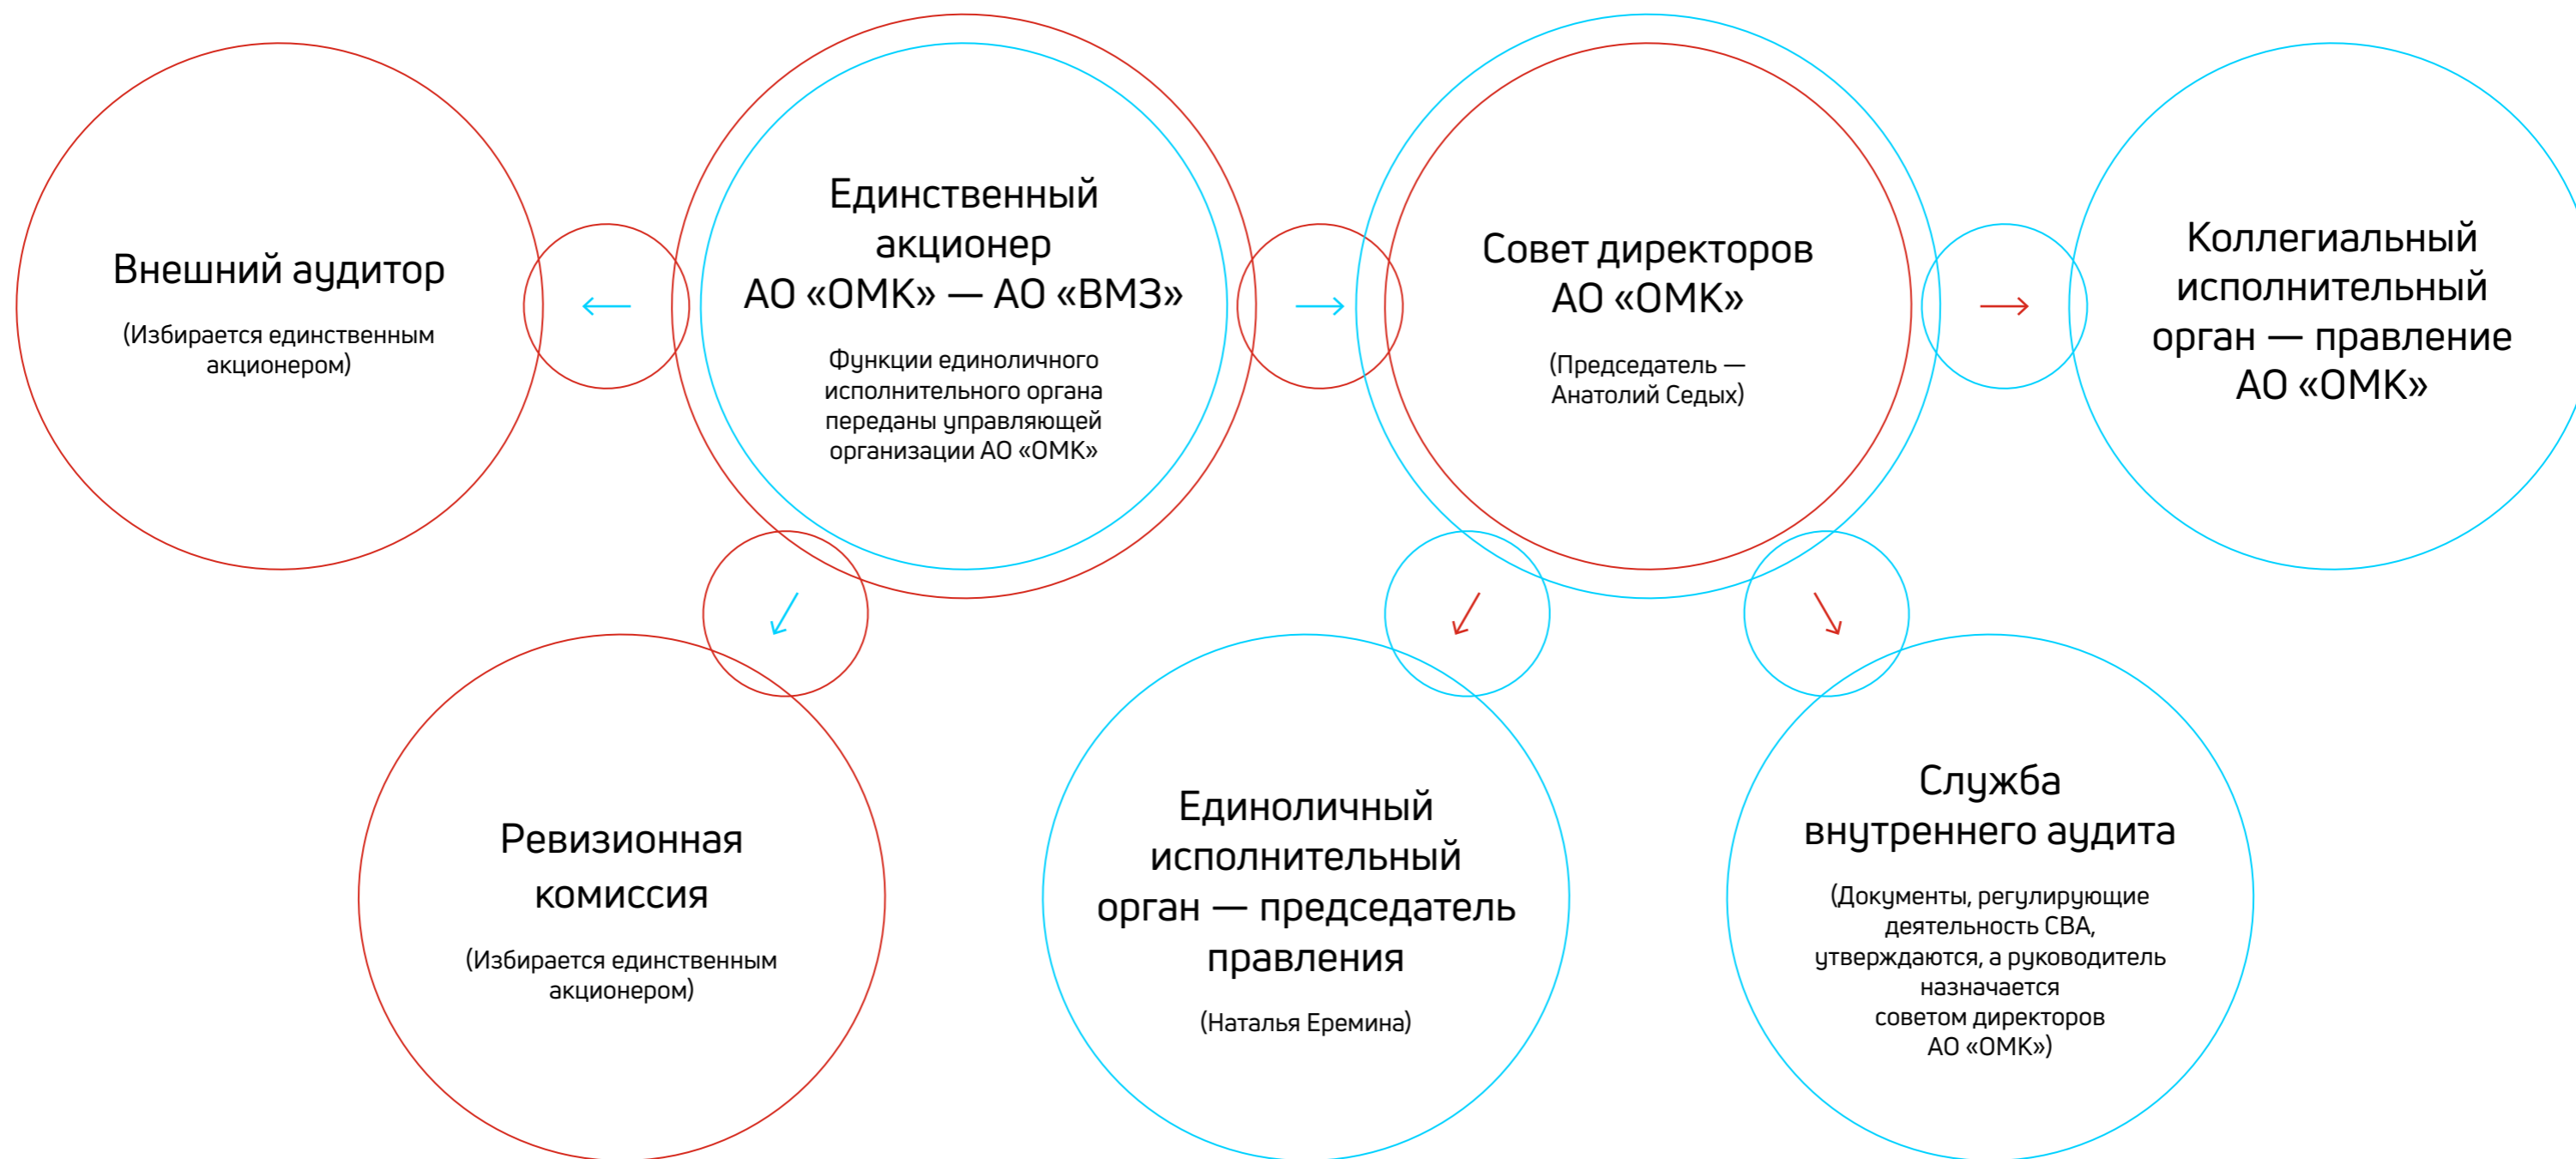 Внешний аудитор
(Избирается единственным
акционером)
Единственный
акционер
АО «ОМК» — АО «ВМЗ»
Функции единоличного
исполнительного органа
переданы управляющей
организации АО «ОМК»
Совет директоров
АО «ОМК»
(Председатель —
Анатолий Седых)
Коллегиальный
исполнительный
орган — правление
АО «ОМК»
Ревизионная
комиссия
(Избирается единственным
акционером)
Единоличный
исполнительный
орган — председатель
правления
(Наталья Еремина)
Служба
внутреннего аудита
(Документы, регулирующие
деятельность СВА,
утверждаются, а руководитель
назначается
советом директоров
АО «ОМК»)